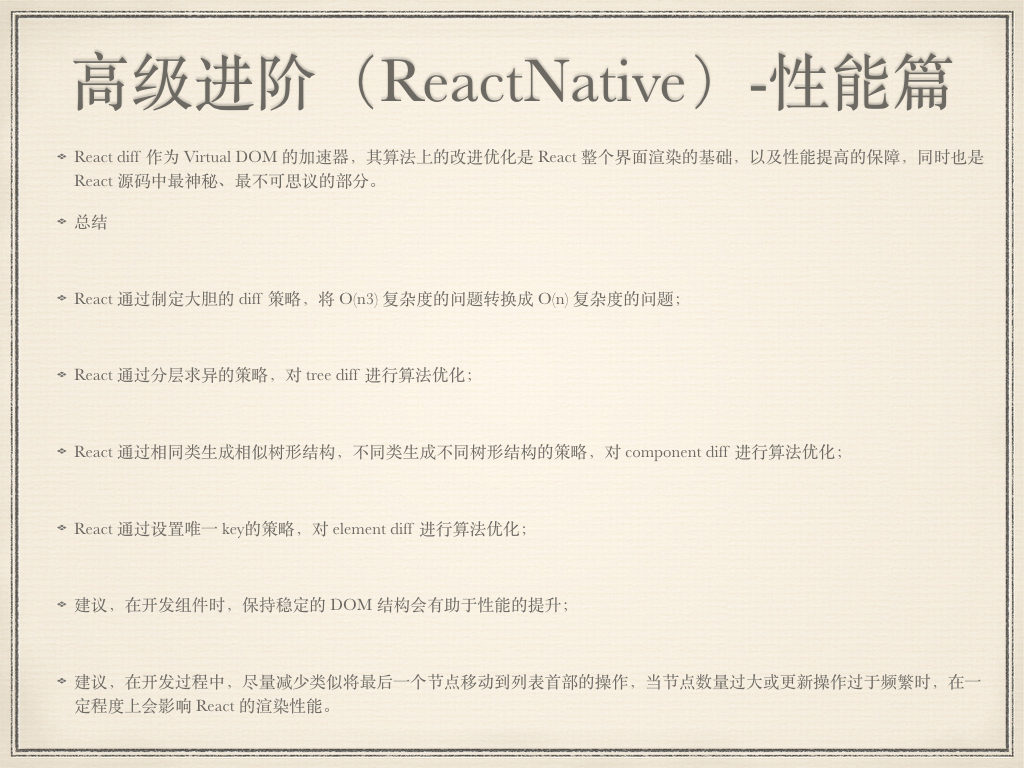 高级进阶（ReactNative）-性能篇
React diff 作为 Virtual DOM 的加速器，其算法上的改进优化是 React 整个界面渲染的基础，以及性能提高的保障，同时也是
React 源码中最神秘、最不可思议的部分。
总结
React 通过制定大胆的 diff 策略，将 O(n3) 复杂度的问题转换成 O(n) 复杂度的问题；
React 通过分层求异的策略，对 tree diff 进行算法优化；
React 通过相同类生成相似树形结构，不同类生成不同树形结构的策略，对 component diff 进行算法优化；
React 通过设置唯一 key的策略，对 element diff 进行算法优化；
建议，在开发组件时，保持稳定的 DOM 结构会有助于性能的提升；
建议，在开发过程中，尽量减少类似将最后一个节点移动到列表首部的操作，当节点数量过大或更新操作过于频繁时，在一
定程度上会影响 React 的渲染性能。